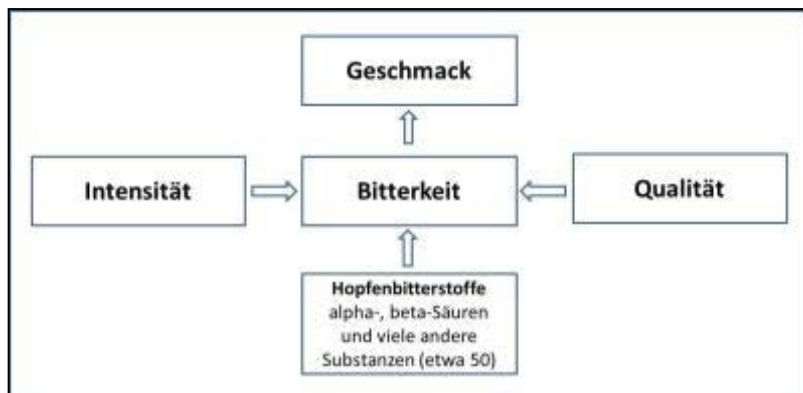 Geschmack
Intensität
Bitterkeit
Qualität
Hopfenbitterstoffe
alpha-, beta-Säuren
und viele andere
Substanzen (etwa 50)